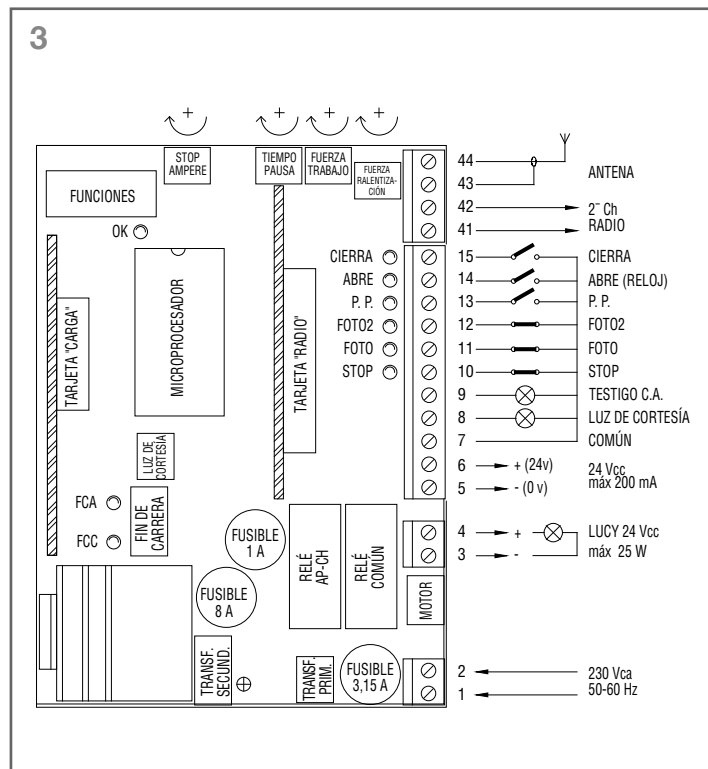 3
+ + + +
STOP
AMPERE
TIEMPO
PAUSA
FUERZA
TRABAJO
FUERZA
RALENTIZA-
CIÓN
FUNCIONES
OK
TARJETA "CARGA"
MICROPROCESADOR
TARJETA "RADIO"
CIERRA
ABRE
P. P.
FOTO2
FOTO
STOP
LUZ DE
CORTESÍA
FCA
FCC
FIN DE
CARRERA
FUSIBLE
1 A
FUSIBLE
8 A
RELÉ
AP-CH
RELÉ
COMÚN
MOTOR
TRANSF.
SECUND.
TRANSF.
PRIM.
FUSIBLE
3,15 A
44
43
ANTENA
42
41
2¯ Ch
RADIO
15 CIERRA
14 ABRE (RELOJ)
13 P. P.
12 FOTO2
11 FOTO
10 STOP
9 TESTIGO C.A.
8 LUZ DE CORTESÍA
7 COMÚN
6 + (24v)
5 - (0 v)
24 Vcc
máx 200 mA
4 +
3 -
LUCY 24 Vcc
máx 25 W
2
1
230 Vca
50-60 Hz